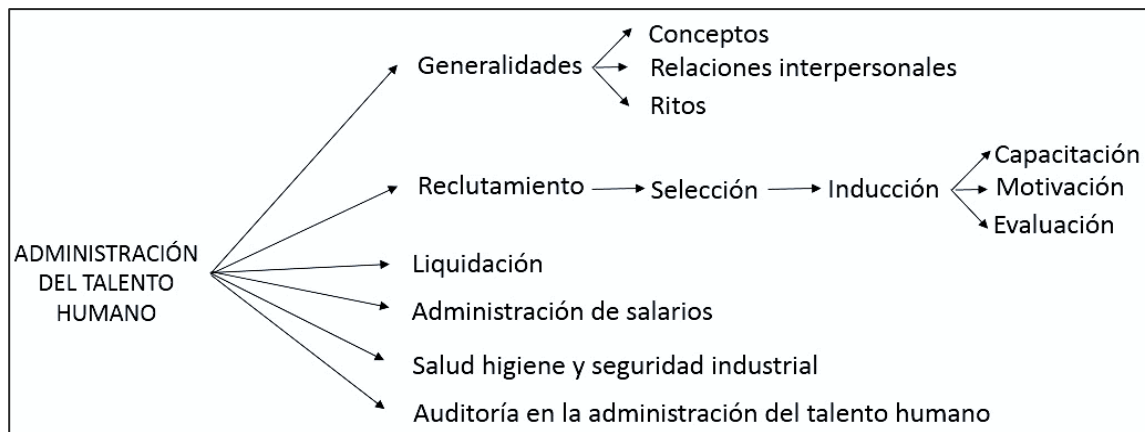 Conceptos
Generalidades
Relaciones interpersonales
Ritos
Capacitación
Reclutamiento
Selección
Inducción
Motivación
Evaluación
ADMINISTRACIÓN
DEL TALENTO
HUMANO
Liquidación
Administración de salarios
Salud higiene y seguridad industrial
Auditoría en la administración del talento humano